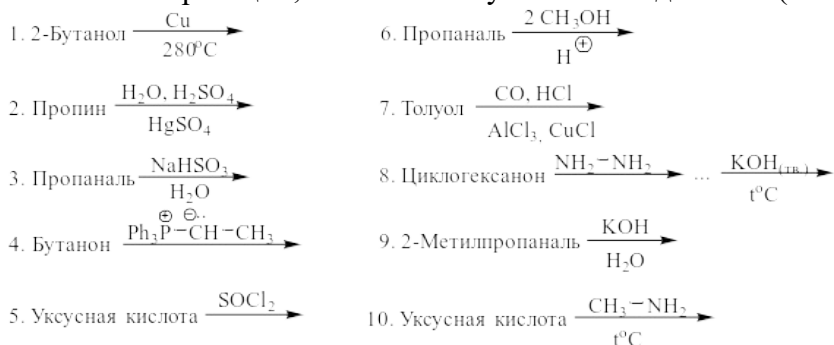 1. 2-Бутанол Cu 280°C
2. Пропин H₂O, H₂SO₄ HgSO₄
3. Пропаналь NaHSO₃ H₂O
4. Бутанон Ph₃P⊕–CH⊖··–CH₃
5. Уксусная кислота SOCl₂
6. Пропаналь 2 CH₃OH H⊕
7. Толуол CO, HCl AlCl₃, CuCl
8. Циклогексанон NH₂–NH₂ ... KOH(тв.) t°C
9. 2-Метилпропаналь KOH H₂O
10. Уксусная кислота CH₃–NH₂ t°C